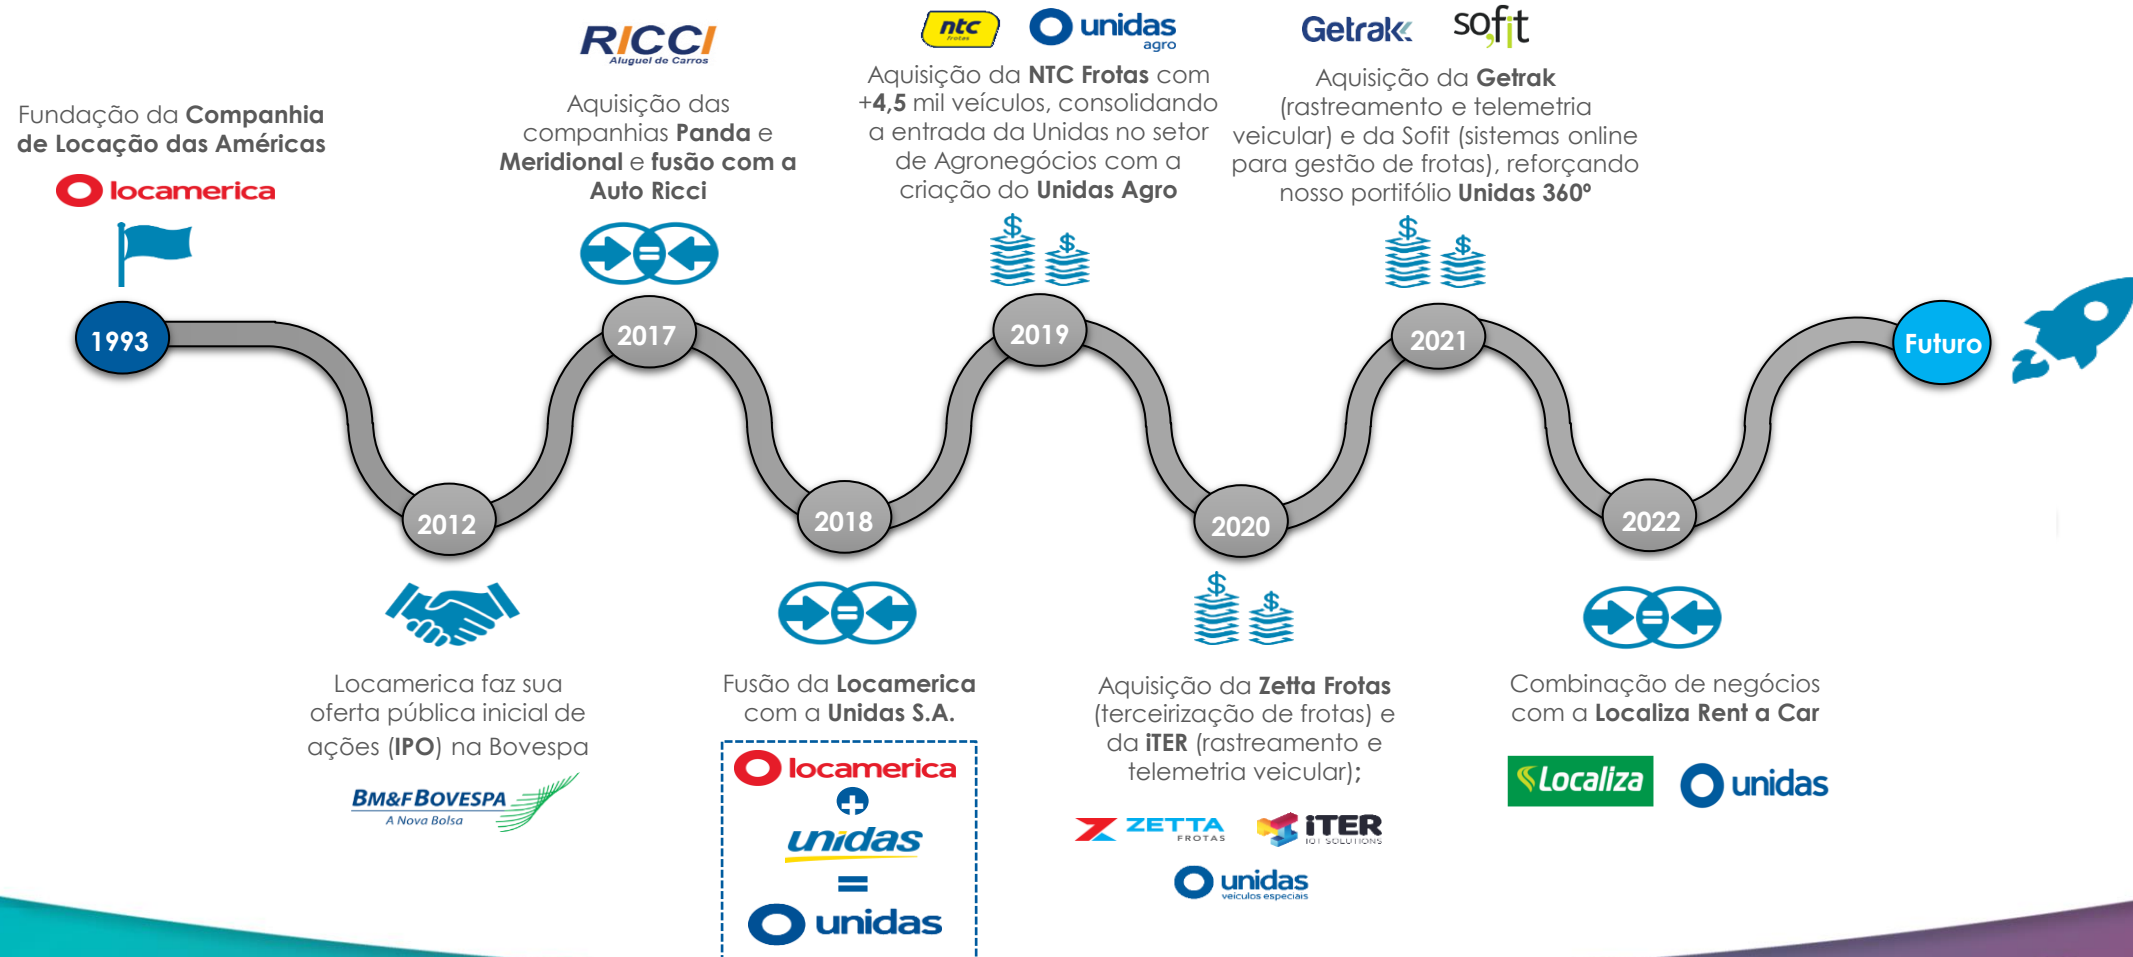 Fundação da Companhia
de Locação das Américas
locamerica
1993
2012
Locamerica faz sua
oferta pública inicial de
ações (IPO) na Bovespa
BM&FBOVESPA
A Nova Bolsa
RICCI
Aluguel de Carros
Aquisição das
companhias Panda e
Meridional e fusão com a
Auto Ricci
2017
2018
Fusão da Locamerica
com a Unidas S.A.
locamerica
+
unidas
=
unidas
ntc
frotas
unidas
agro
Aquisição da NTC Frotas com
+4,5 mil veículos, consolidando
a entrada da Unidas no setor
de Agronegócios com a
criação do Unidas Agro
$ $
2019
2020
$ $
Aquisição da Zetta Frotas
(terceirização de frotas) e
da iTER (rastreamento e
telemetria veicular);
ZETTA
FROTAS
iTER
IOT SOLUTIONS
unidas
veículos especiais
Getrak
sofit
Aquisição da Getrak
(rastreamento e telemetria
veicular) e da Sofit (sistemas online
para gestão de frotas), reforçando
nosso portifólio Unidas 360º
$ $
2021
2022
Combinação de negócios
com a Localiza Rent a Car
Localiza
unidas
Futuro